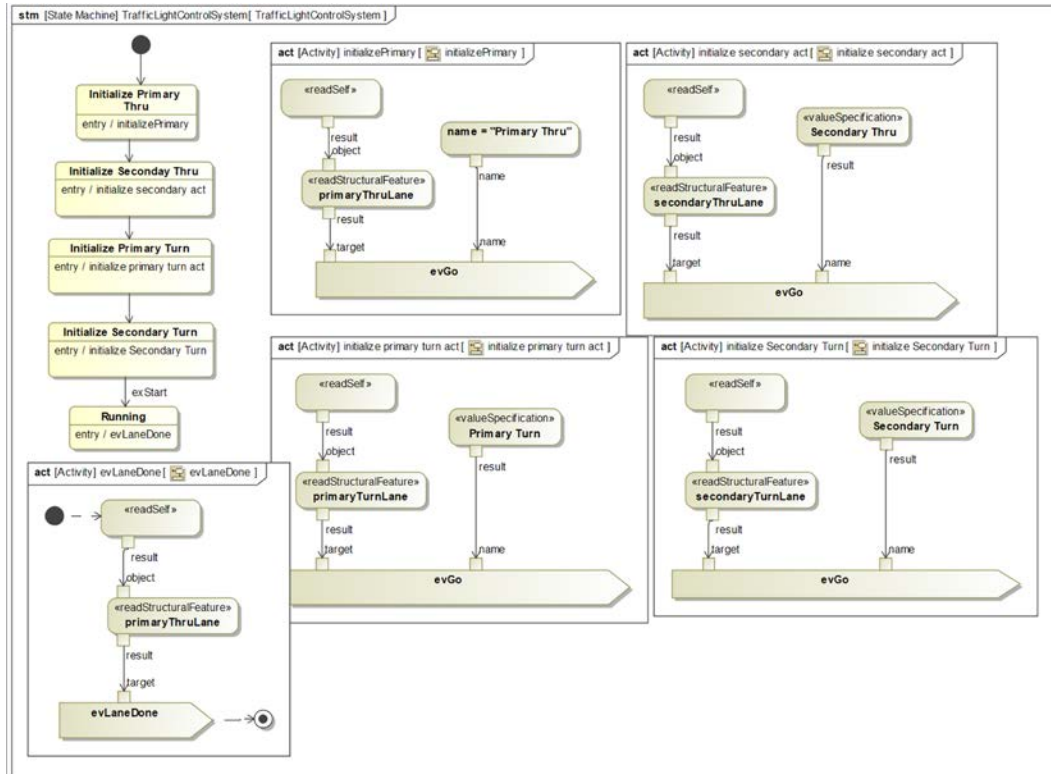 stm [State Machine] TrafficLightControlSystem[ TrafficLightControlSystem ]
Initialize Primary
Thru
entry / initializePrimary
Initialize Seconday Thru
entry / initialize secondary act
Initialize Primary Turn
entry / initialize primary turn act
Initialize Secondary Turn
entry / initialize Secondary Turn
exStart
Running
entry / evLaneDone
act [Activity] initializePrimary [ initializePrimary ]
«readSelf»
result
object
name = "Primary Thru"
name
«readStructuralFeature»
primaryThruLane
result
target
name
evGo
act [Activity] initialize secondary act[ initialize secondary act ]
«readSelf»
result
object
«valueSpecification»
Secondary Thru
result
«readStructuralFeature»
secondaryThruLane
result
target
name
evGo
act [Activity] initialize primary turn act[ initialize primary turn act ]
«readSelf»
result
object
«valueSpecification»
Primary Turn
result
«readStructuralFeature»
primaryTurnLane
result
target
name
evGo
act [Activity] initialize Secondary Turn[ initialize Secondary Turn ]
«readSelf»
result
object
«valueSpecification»
Secondary Turn
result
«readStructuralFeature»
secondaryTurnLane
result
target
name
evGo
act [Activity] evLaneDone[ evLaneDone ]
«readSelf»
result
object
«readStructuralFeature»
primaryThruLane
result
target
evLaneDone